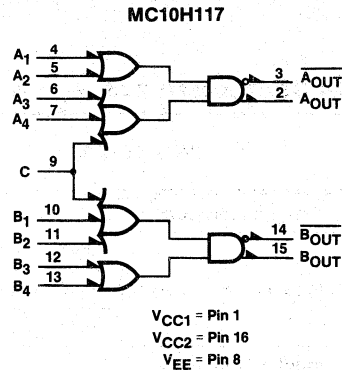 MC10H117
A1 4
A2 5
A3 6
A4 7
3 AOUT
2 AOUT
C 9
B1 10
B2 11
B3 12
B4 13
14 BOUT
15 BOUT
VCC1 = Pin 1
VCC2 = Pin 16
VEE = Pin 8